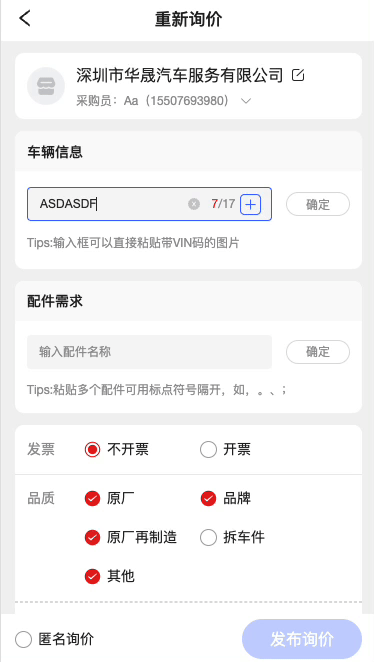 重新询价
深圳市华晟汽车服务有限公司
采购员：Aa（15507693980）
车辆信息
ASDASDF 7/17 确定
Tips:输入框可以直接粘贴带VIN码的图片
配件需求
输入配件名称 确定
Tips:粘贴多个配件可用标点符号隔开，如，。、；
发票 不开票 开票
品质 原厂 品牌
原厂再制造 拆车件
其他
匿名询价 发布询价